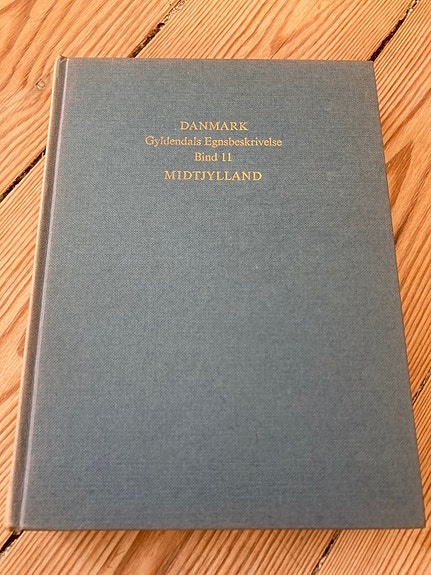 DANMARK
Gyldendals Egnsbeskrivelse
Bind 11
MIDTJYLLAND